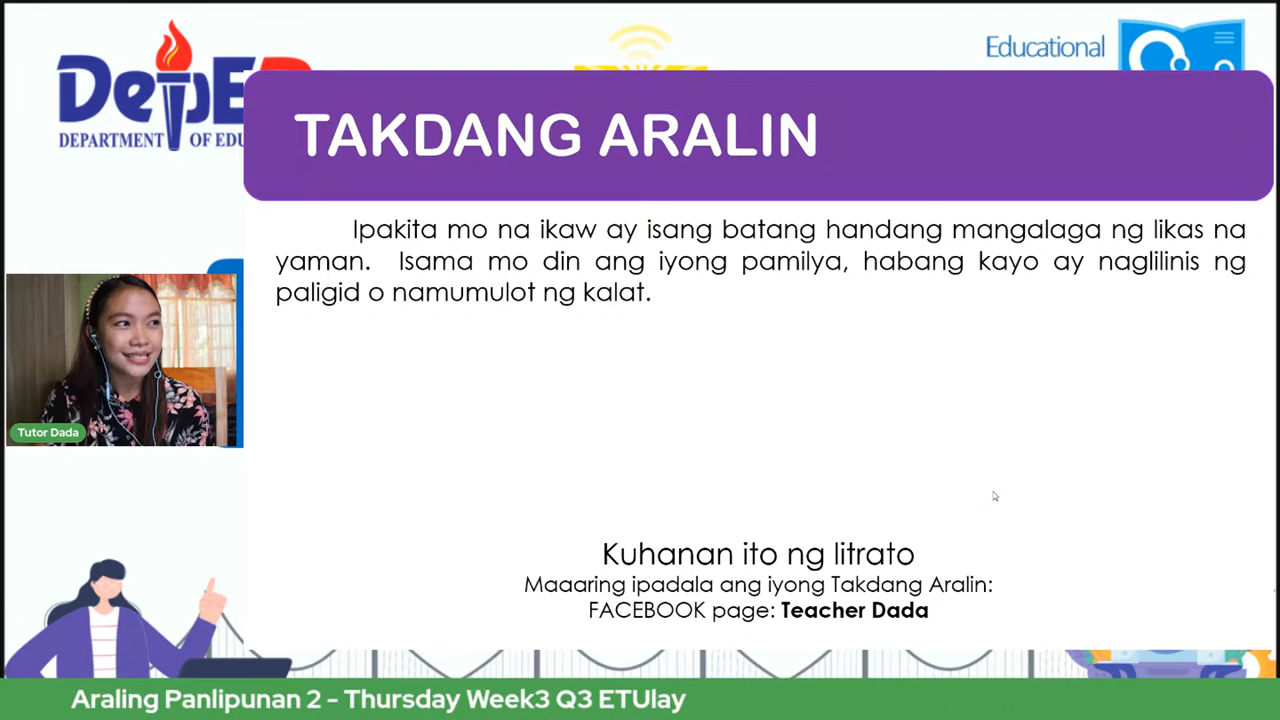 DepED
DEPARTMENT OF EDU
Educational
TAKDANG ARALIN
Ipakita mo na ikaw ay isang batang handang mangalaga ng likas na
yaman. Isama mo din ang iyong pamilya, habang kayo ay naglilinis ng
paligid o namumulot ng kalat.
Tutor Dada
Kuhanan ito ng litrato
Maaaring ipadala ang iyong Takdang Aralin:
FACEBOOK page: Teacher Dada
Araling Panlipunan 2 - Thursday Week3 Q3 ETUlay